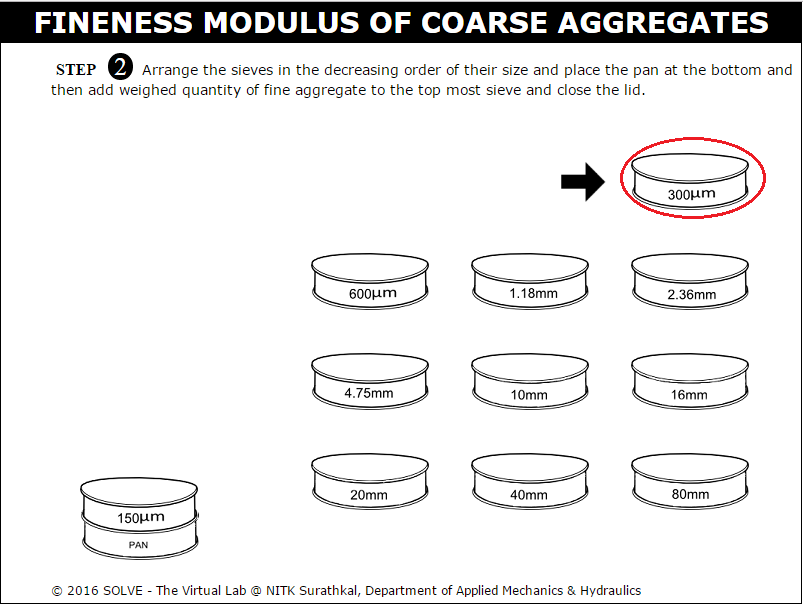 FINENESS MODULUS OF COARSE AGGREGATES
STEP 2 Arrange the sieves in the decreasing order of their size and place the pan at the bottom and
then add weighed quantity of fine aggregate to the top most sieve and close the lid.
300µm
600µm 1.18mm 2.36mm
4.75mm 10mm 16mm
20mm 40mm 80mm
150µm
PAN
© 2016 SOLVE - The Virtual Lab @ NITK Surathkal, Department of Applied Mechanics & Hydraulics